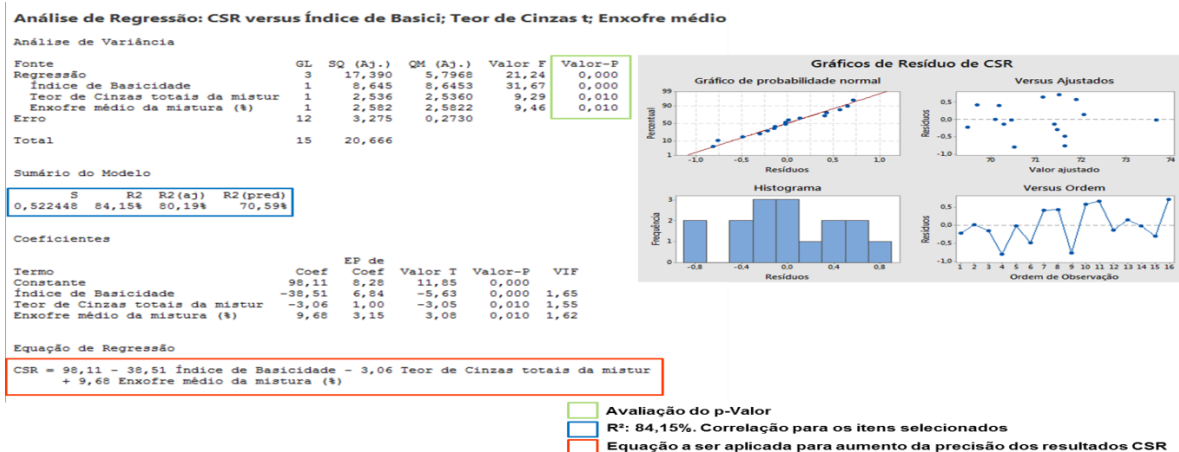 Análise de Regressão: CSR versus Índice de Basici; Teor de Cinzas t; Enxofre médio
Análise de Variância
Fonte GL SQ (Aj.) QM (Aj.) Valor F Valor-P
Regressão 3 17,390 5,7968 21,24 0,000
Índice de Basicidade 1 8,645 8,6453 31,67 0,000
Teor de Cinzas totais da mistur 1 2,536 2,5360 9,29 0,010
Enxofre médio da mistura (%) 1 2,582 2,5822 9,46 0,010
Erro 12 3,275 0,2730
Total 15 20,666
Sumário do Modelo
S R2 R2(aj) R2(pred)
0,522448 84,15% 80,19% 70,59%
Coeficientes
EP de
Termo Coef Coef Valor T Valor-P VIF
Constante 98,11 8,28 11,85 0,000
Índice de Basicidade -38,51 6,84 -5,63 0,000 1,65
Teor de Cinzas totais da mistur -3,06 1,00 -3,05 0,010 1,55
Enxofre médio da mistura (%) 9,68 3,15 3,08 0,010 1,62
Equação de Regressão
CSR = 98,11 - 38,51 Índice de Basicidade - 3,06 Teor de Cinzas totais da mistur
+ 9,68 Enxofre médio da mistura (%)
Gráficos de Resíduo de CSR
Gráfico de probabilidade normal
Percentual
99
90
50
10
1
-1,0 -0,5 0,0 0,5 1,0
Resíduos
Versus Ajustados
Resíduos
0,5
0,0
-0,5
-1,0
70 71 72 73 74
Valor ajustado
Histograma
Frequência
3
2
1
0
-0,8 -0,4 0,0 0,4 0,8
Resíduos
Versus Ordem
Resíduos
0,5
0,0
-0,5
-1,0
1 2 3 4 5 6 7 8 9 10 11 12 13 14 15 16
Ordem de Observação
Avaliação do p-Valor
R²: 84,15%. Correlação para os itens selecionados
Equação a ser aplicada para aumento da precisão dos resultados CSR